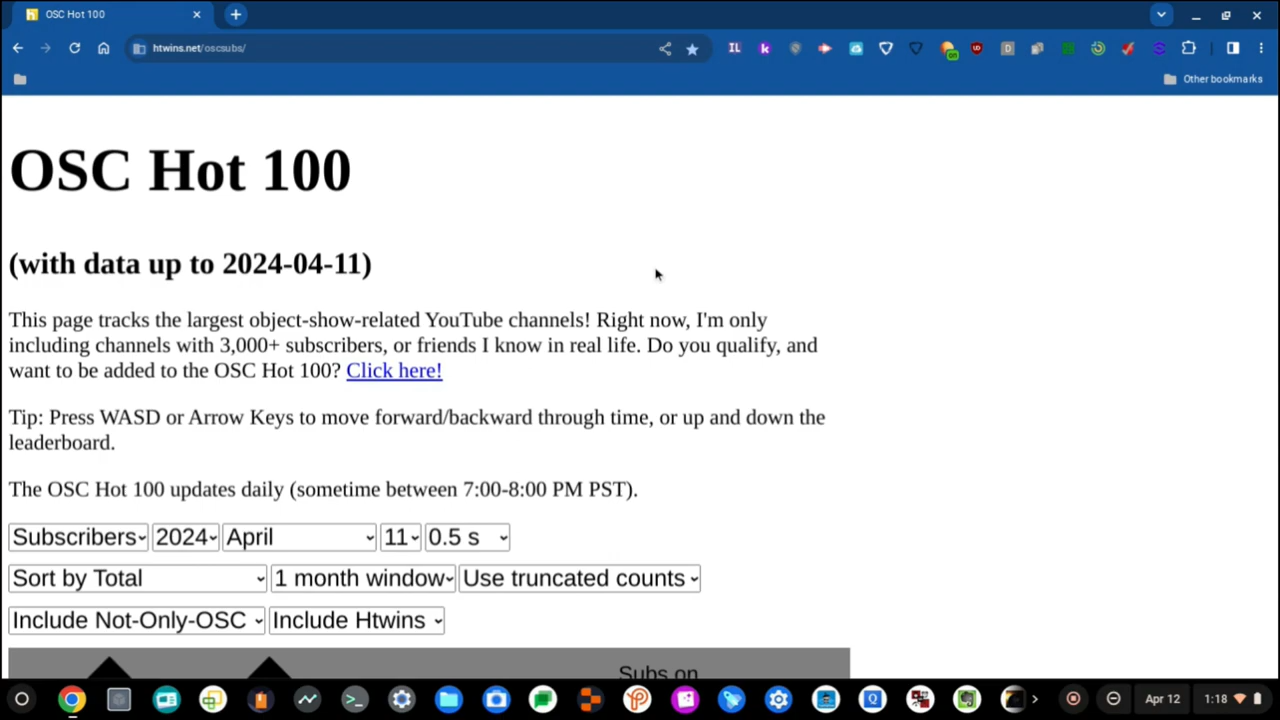 OSC Hot 100
htwins.net/oscsubs/
Other bookmarks
OSC Hot 100
(with data up to 2024-04-11)
This page tracks the largest object-show-related YouTube channels! Right now, I'm only
including channels with 3,000+ subscribers, or friends I know in real life. Do you qualify, and
want to be added to the OSC Hot 100? Click here!
Tip: Press WASD or Arrow Keys to move forward/backward through time, or up and down the
leaderboard.
The OSC Hot 100 updates daily (sometime between 7:00-8:00 PM PST).
Subscribers 2024 April 11 0.5 s
Sort by Total 1 month window Use truncated counts
Include Not-Only-OSC Include Htwins
Subs on
Apr 12 1:18